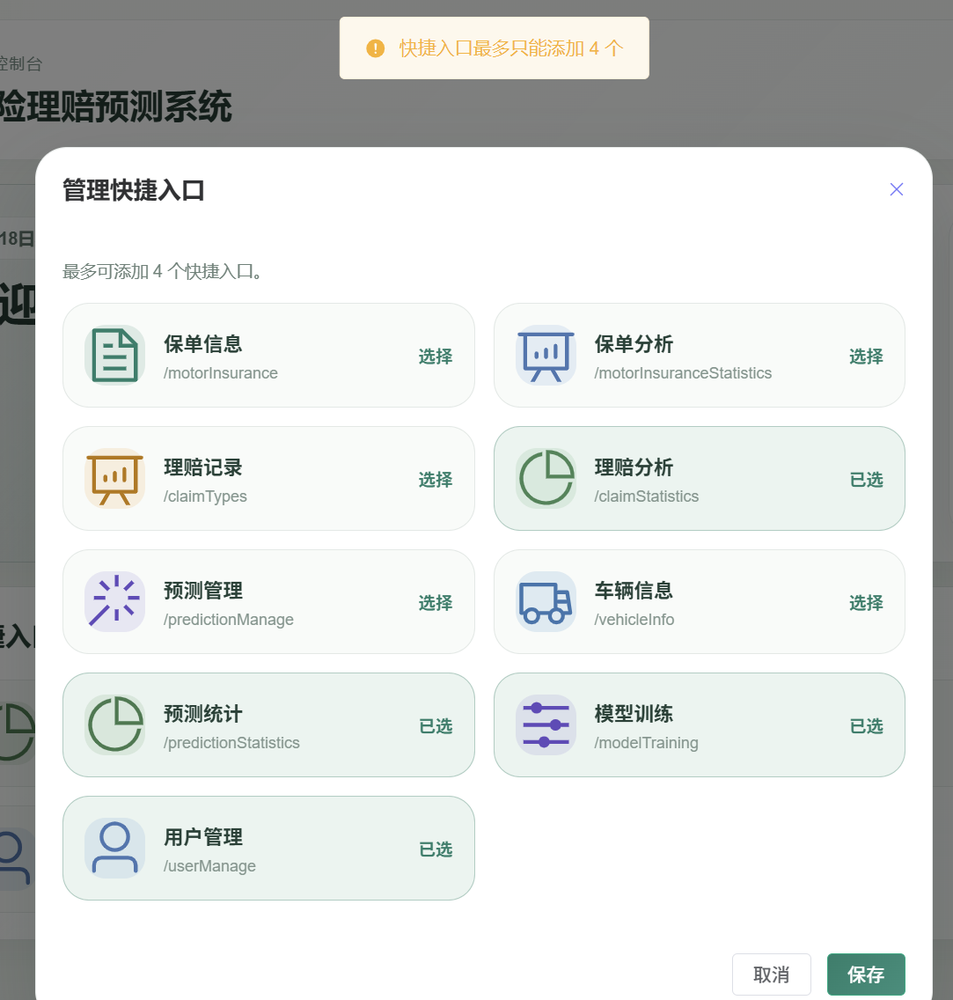 快捷入口最多只能添加 4 个
控制台
险理赔预测系统
管理快捷入口
18日
迎
最多可添加 4 个快捷入口。
保单信息
/motorInsurance
选择
保单分析
/motorInsuranceStatistics
选择
理赔记录
/claimTypes
选择
理赔分析
/claimStatistics
已选
预测管理
/predictionManage
选择
车辆信息
/vehicleInfo
选择
捷入口
预测统计
/predictionStatistics
已选
模型训练
/modelTraining
已选
用户管理
/userManage
已选
取消
保存